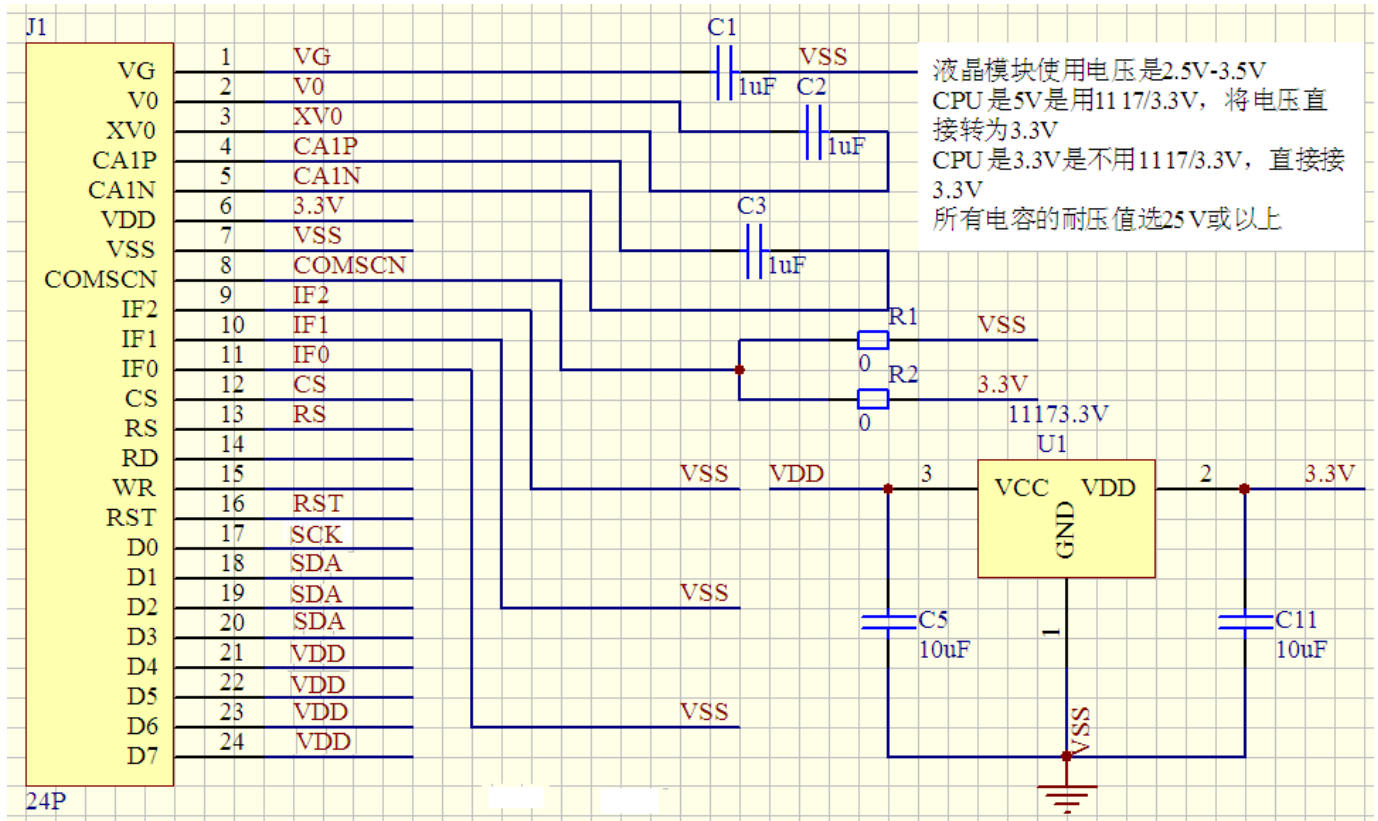 J1
VG 1 VG
V0 2 V0
XV0 3 XV0
CA1P 4 CA1P
CA1N 5 CA1N
VDD 6 3.3V
VSS 7 VSS
COMSCN 8 COMSCN
IF2 9 IF2
IF1 10 IF1
IF0 11 IF0
CS 12 CS
RS 13 RS
RD 14
WR 15
RST 16 RST
D0 17 SCK
D1 18 SDA
D2 19 SDA
D3 20 SDA
D4 21 VDD
D5 22 VDD
D6 23 VDD
D7 24 VDD
24P
C1
1uF
VSS
C2
1uF
C3
1uF
液晶模块使用电压是2.5V-3.5V
CPU是5V是用1117/3.3V，将电压直
接转为3.3V
CPU是3.3V是不用1117/3.3V，直接接
3.3V
所有电容的耐压值选25V或以上
R1
0
VSS
R2
0
3.3V
11173.3V
U1
VSS
VSS
VSS
VDD
3
VCC
VDD
GND
2
3.3V
1
C5
10uF
C11
10uF
VSS